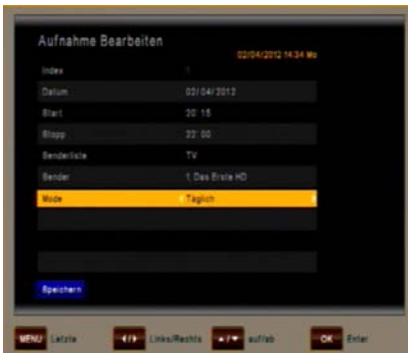 Aufnahme Bearbeiten
02/04/2012 14:34 Mo
Index 1
Datum 02/04/2012
Start 20:15
Stopp 22:00
Senderliste TV
Sender 1, Das Erste HD
Mode Täglich
Speichern
MENU Letzte ◄/► Links/Rechts ▲/▼ auf/ab OK Enter